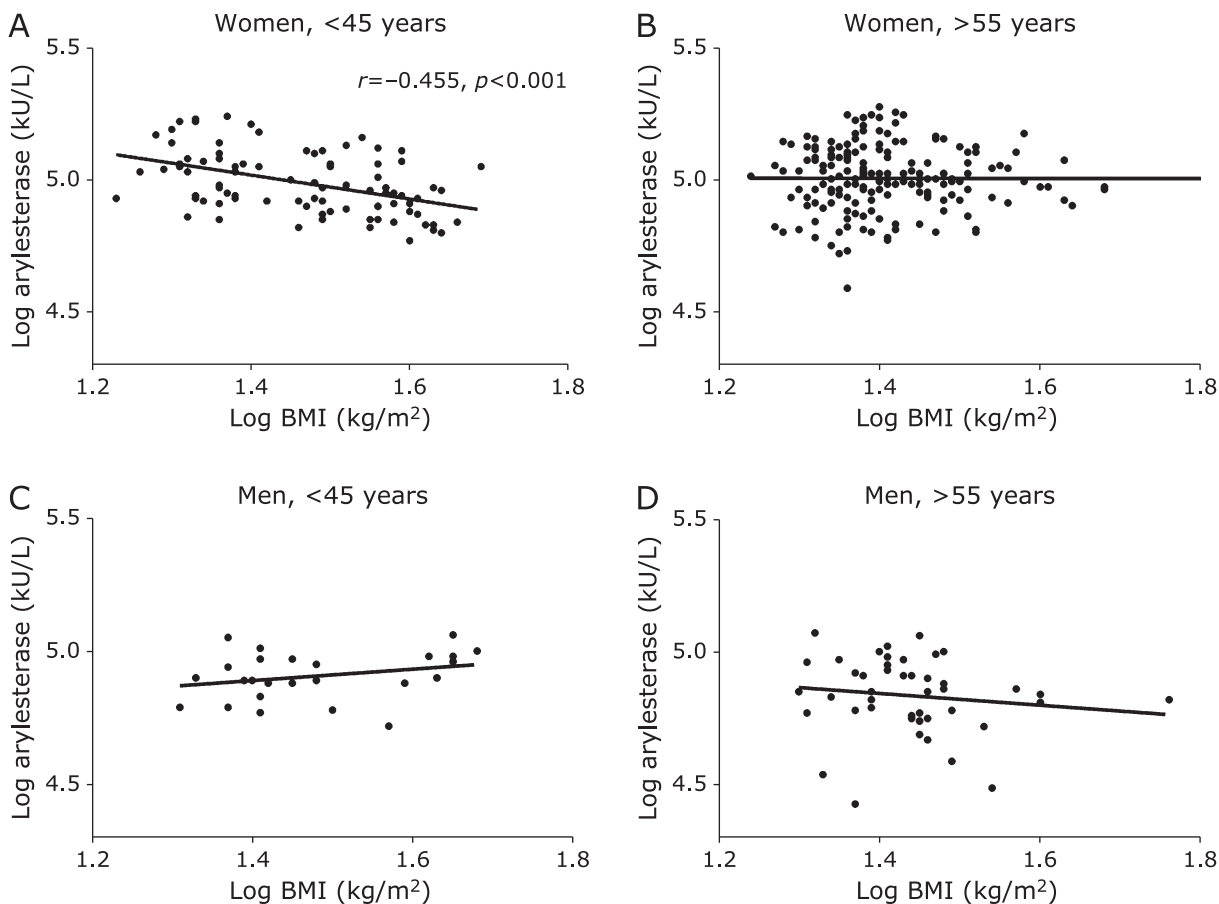 A
Women, <45 years
5.5
5.0
4.5
Log arylesterase (kU/L)
r=−0.455, p<0.001
1.2 1.4 1.6 1.8
Log BMI (kg/m²)
B
Women, >55 years
5.5
5.0
4.5
Log arylesterase (kU/L)
1.2 1.4 1.6 1.8
Log BMI (kg/m²)
C
Men, <45 years
5.5
5.0
4.5
Log arylesterase (kU/L)
1.2 1.4 1.6 1.8
Log BMI (kg/m²)
D
Men, >55 years
5.5
5.0
4.5
Log arylesterase (kU/L)
1.2 1.4 1.6 1.8
Log BMI (kg/m²)